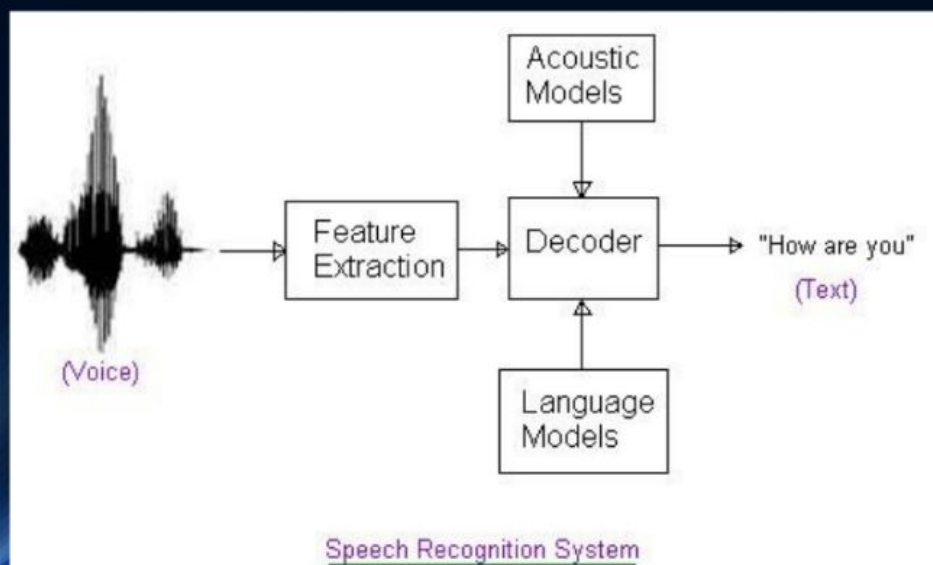 Acoustic
Models
Feature
Extraction
Decoder
"How are you"
(Text)
(Voice)
Language
Models
Speech Recognition System